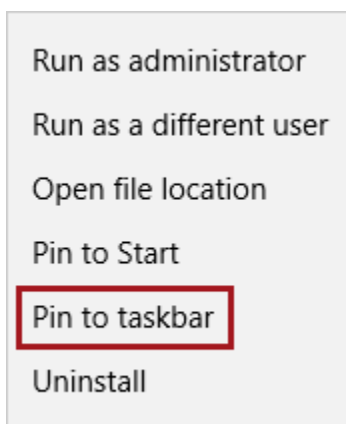 Run as administrator
Run as a different user
Open file location
Pin to Start
Pin to taskbar
Uninstall